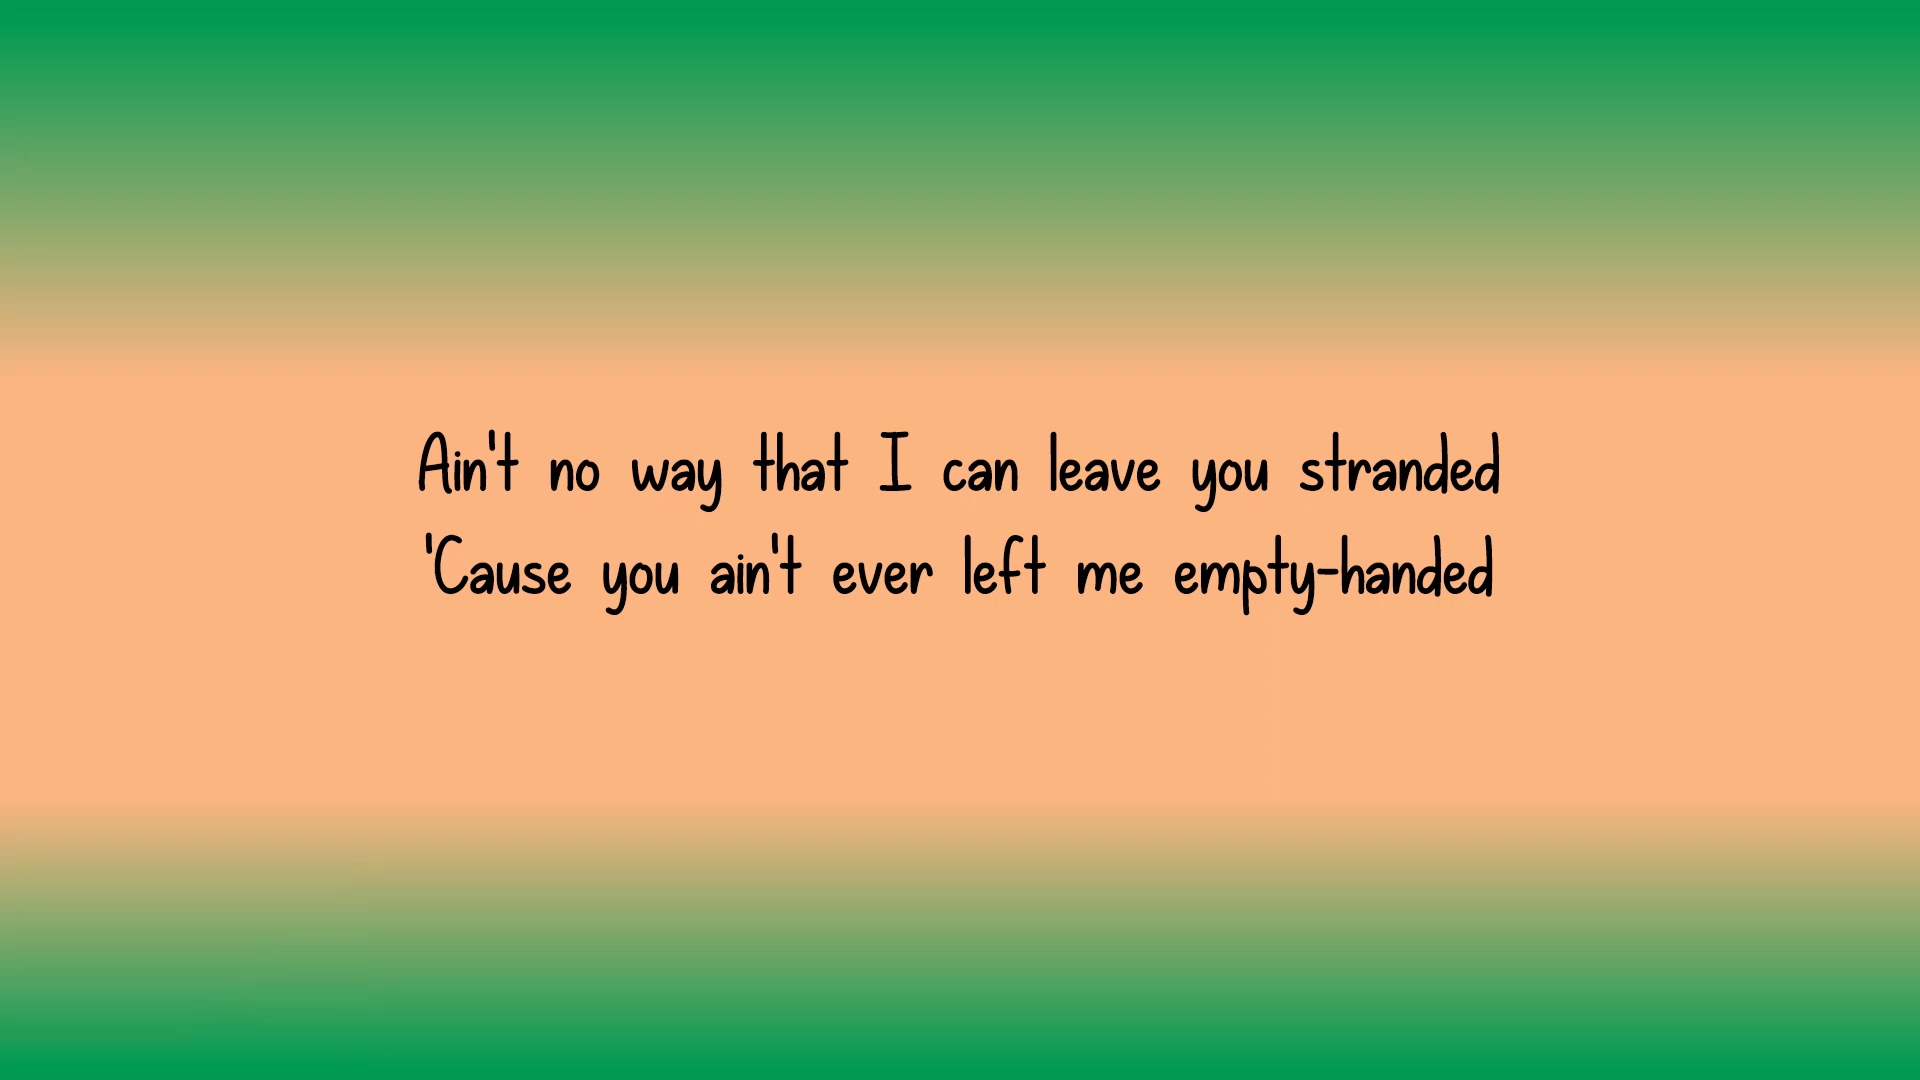 Ain't no way that I can leave you stranded
'Cause you ain't ever left me empty-handed